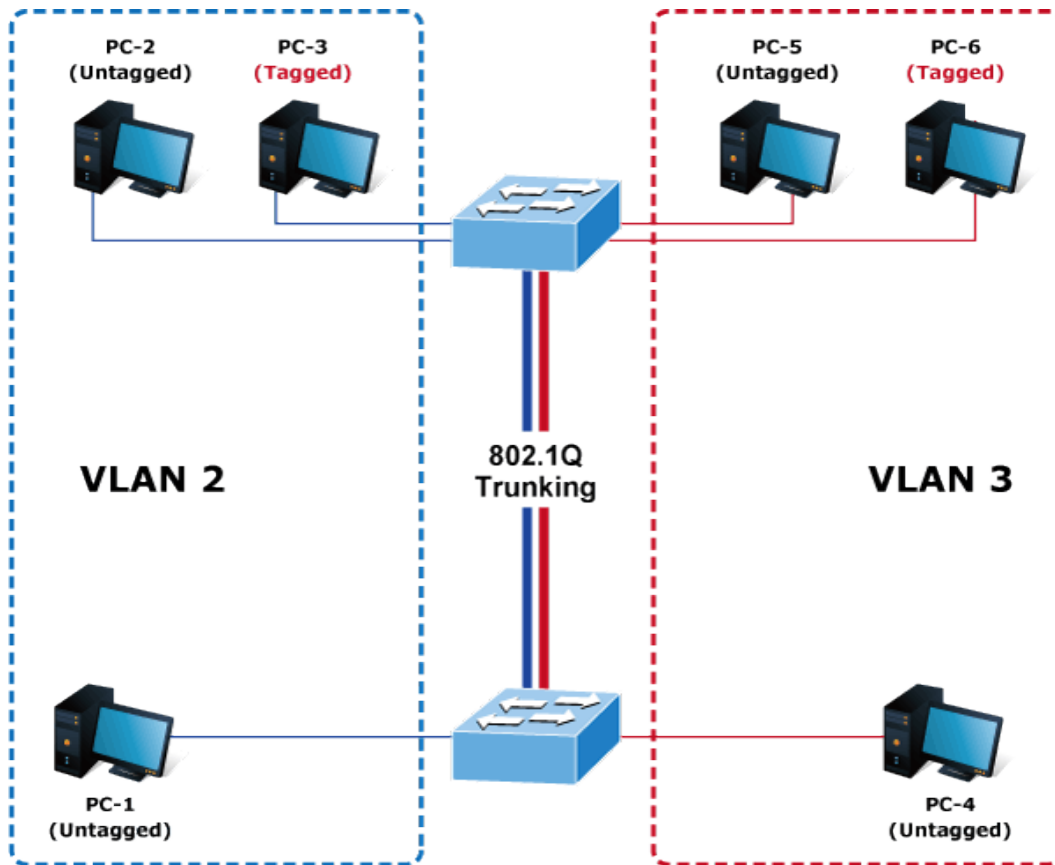 PC-2
(Untagged)
PC-3
(Tagged)
PC-5
(Untagged)
PC-6
(Tagged)
802.1Q
Trunking
VLAN 2
VLAN 3
PC-1
(Untagged)
PC-4
(Untagged)